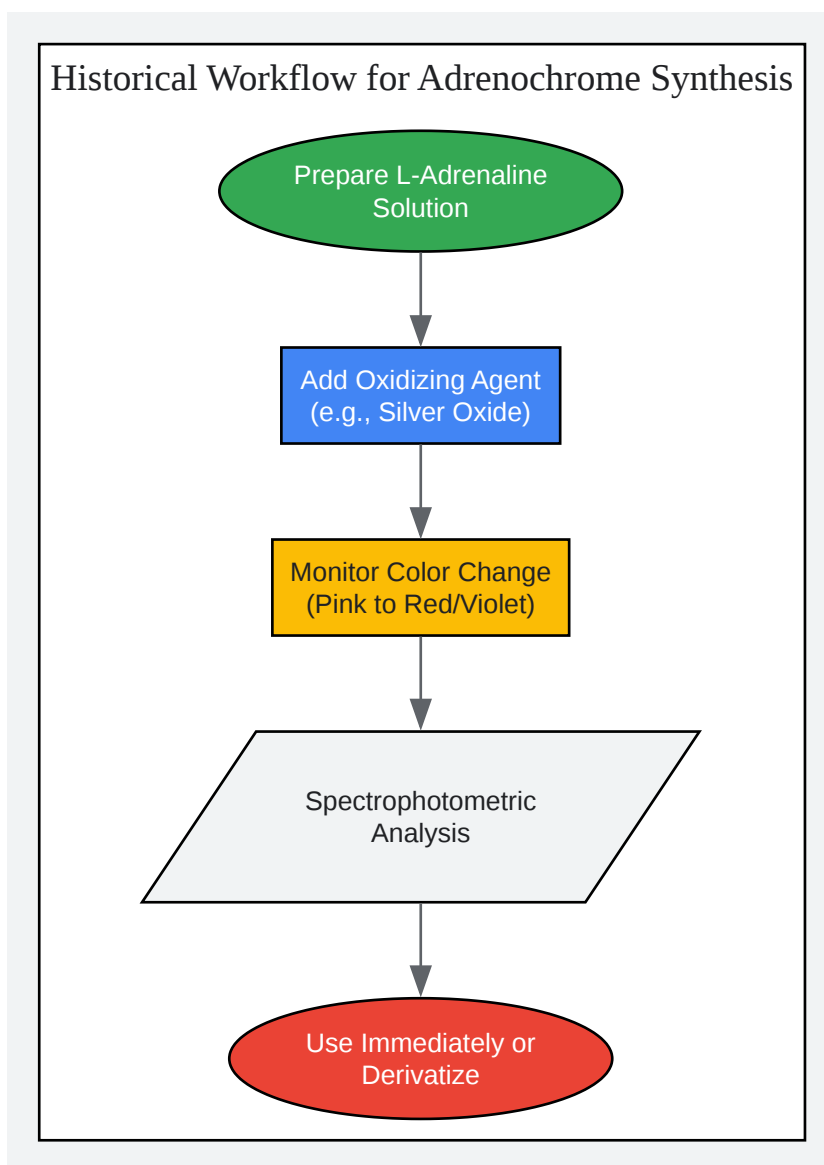 Historical Workflow for Adrenochrome Synthesis
Prepare L-Adrenaline
Solution
Add Oxidizing Agent
(e.g., Silver Oxide)
Monitor Color Change
(Pink to Red/Violet)
Spectrophotometric
Analysis
Use Immediately or
Derivatize